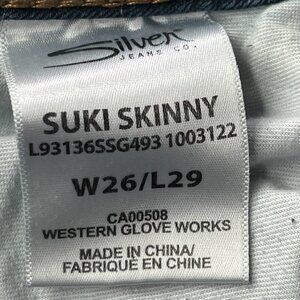 Silver
JEANS CO.
SUKI SKINNY
L93136SSG493 1003122
W26/L29
CA00508
WESTERN GLOVE WORKS
MADE IN CHINA/
FABRIQUÉ EN CHINE